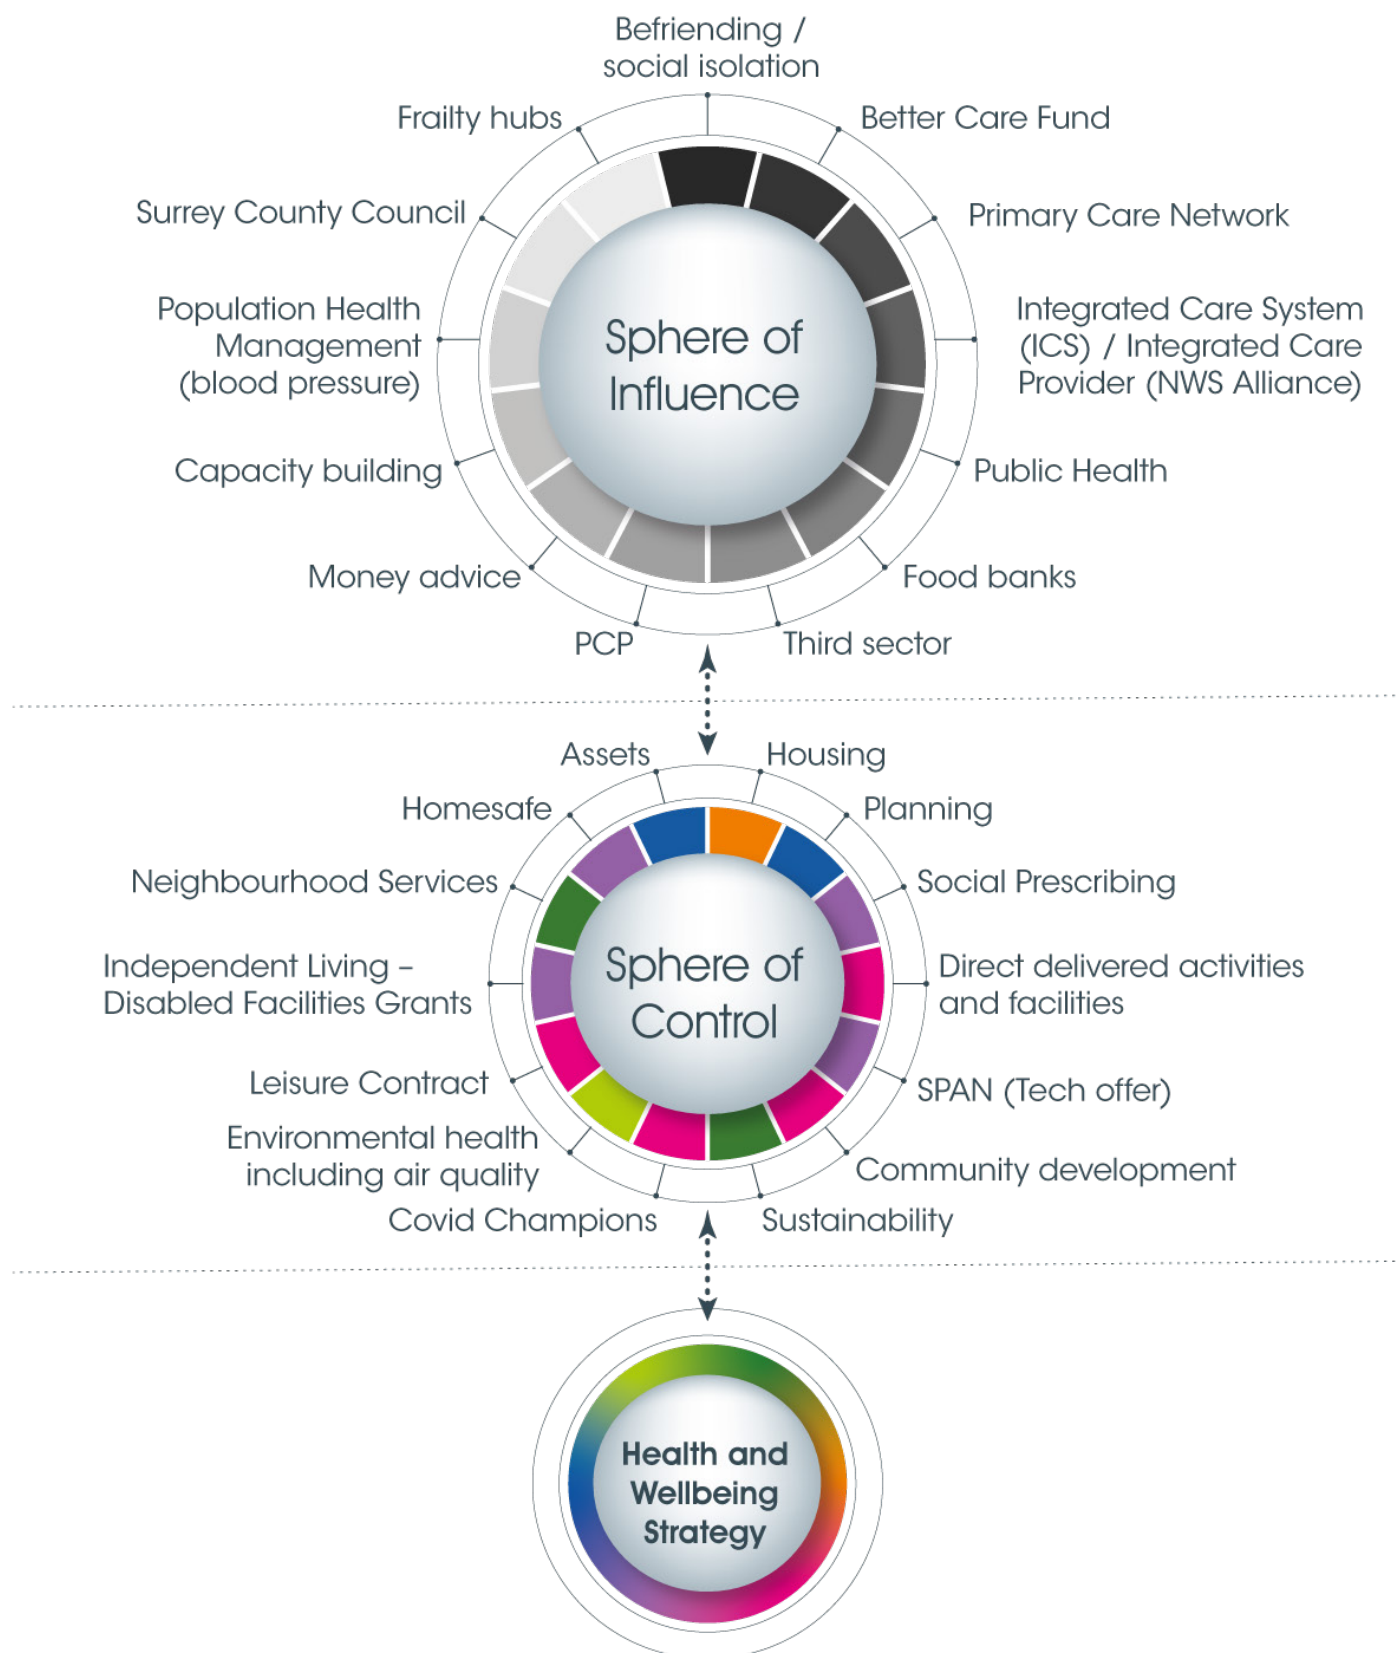 Befriending /
social isolation
Frailty hubs
Better Care Fund
Surrey County Council
Primary Care Network
Population Health
Management
(blood pressure)
Sphere of
Influence
Integrated Care System
(ICS) / Integrated Care
Provider (NWS Alliance)
Capacity building
Public Health
Money advice
Food banks
PCP
Third sector
Assets
Housing
Homesafe
Planning
Neighbourhood Services
Social Prescribing
Independent Living –
Disabled Facilities Grants
Sphere of
Control
Direct delivered activities
and facilities
Leisure Contract
SPAN (Tech offer)
Environmental health
including air quality
Community development
Covid Champions
Sustainability
Health and
Wellbeing
Strategy